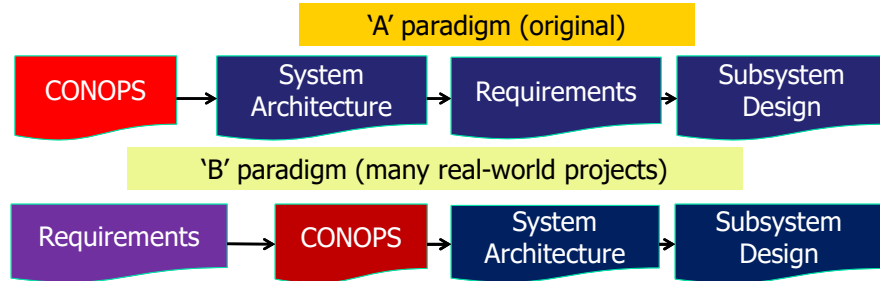 ‘A’ paradigm (original)
CONOPS
System
Architecture
Requirements
Subsystem
Design
‘B’ paradigm (many real-world projects)
Requirements
CONOPS
System
Architecture
Subsystem
Design